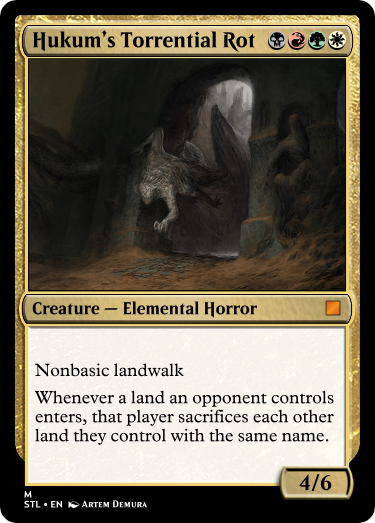 Hukum's Torrential Rot
Creature — Elemental Horror
Nonbasic landwalk
Whenever a land an opponent controls
enters, that player sacrifices each other
land they control with the same name.
4/6
M
STL • EN Artem Demura